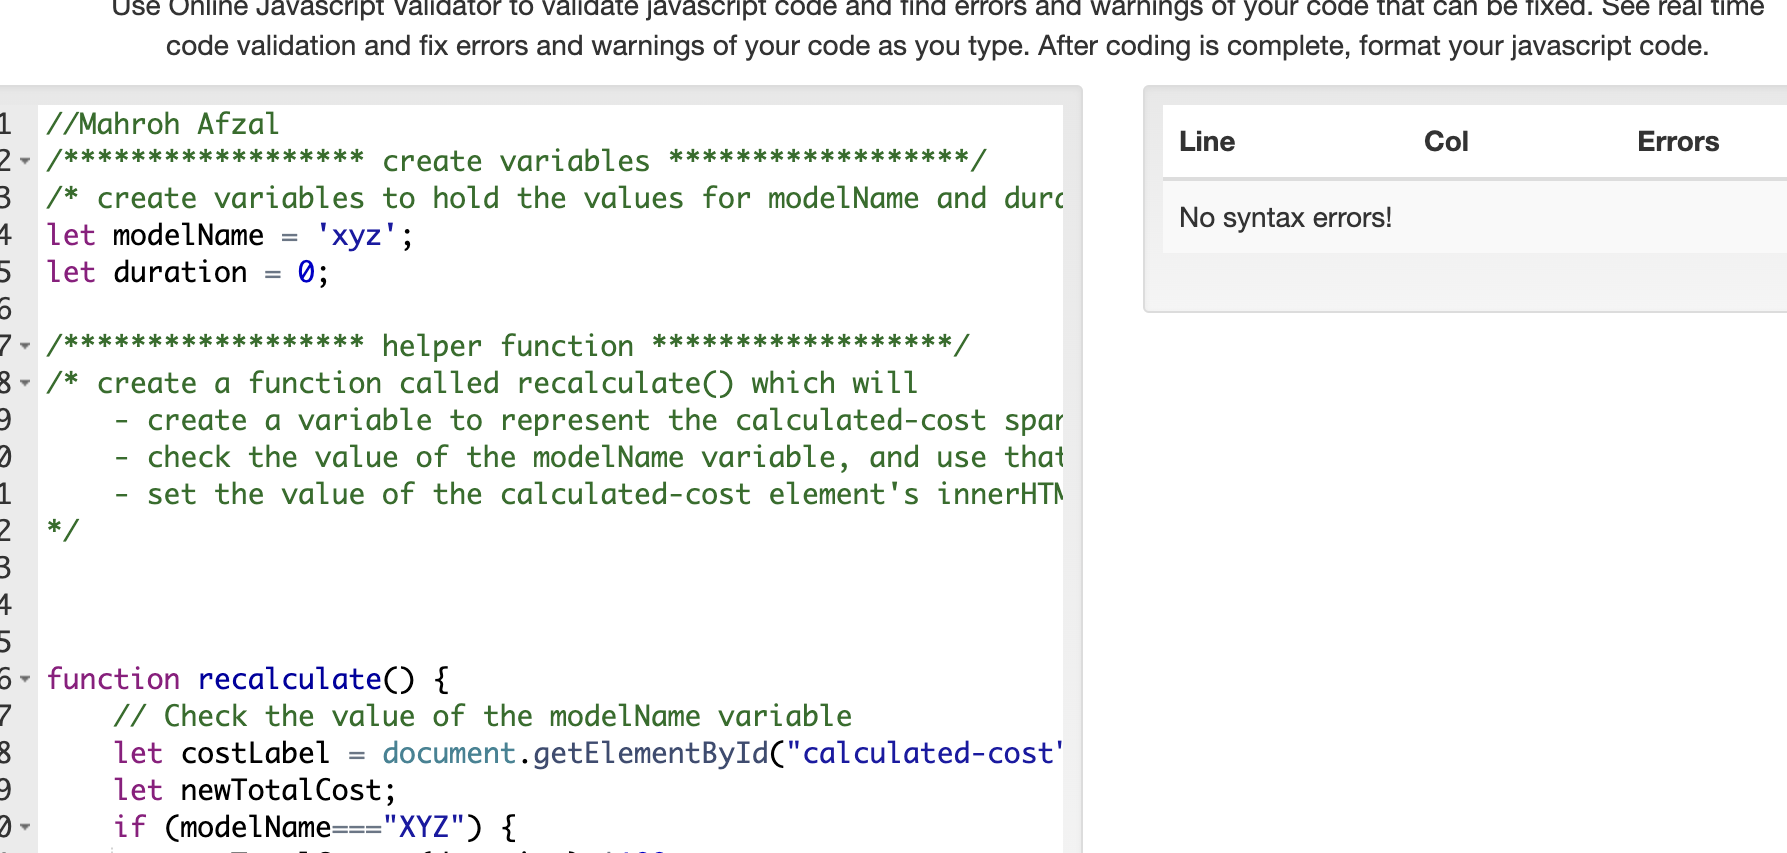 Use Online Javascript Validator to validate javascript code and find errors and warnings of your code that can be fixed. See real time
code validation and fix errors and warnings of your code as you type. After coding is complete, format your javascript code.
1 //Mahroh Afzal
2 /****************** create variables ******************/
3 /* create variables to hold the values for modelName and
4 let modelName = 'xyz';
5 let duration = 0;
6
7 /****************** helper function ******************/
8 /* create a function called recalculate() which will
9 - create a variable to represent the calculated-cost
0 - check the value of the modelName variable, and use
1 - set the value of the calculated-cost element's
2 */
3
4
5
6 function recalculate() {
7 // Check the value of the modelName variable
8 let costLabel = document.getElementById("calculated-cost"
9 let newTotalCost;
0 if (modelName==="XYZ") {
Line Col Errors
No syntax errors!